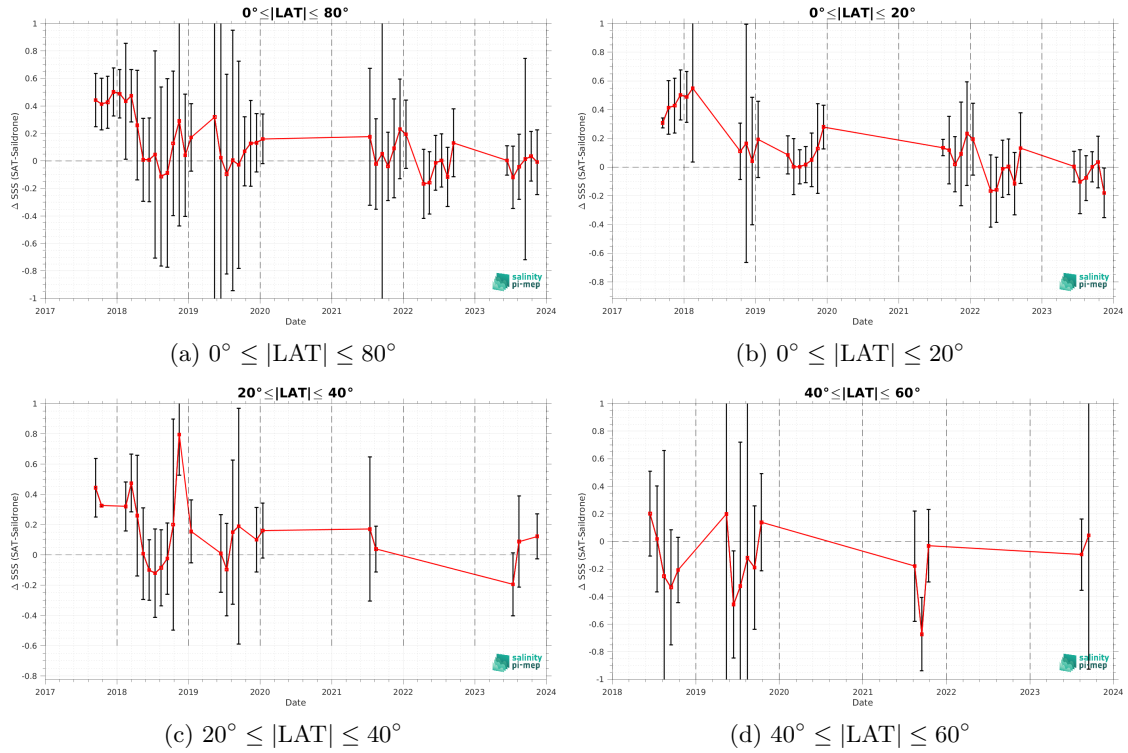 0°≤|LAT|≤ 80°
Δ SSS (SAT-Saildrone)
1
0.8
0.6
0.4
0.2
0
-0.2
-0.4
-0.6
-0.8
-1
2017 2018 2019 2020 2021 2022 2023 2024
Date
salinity
pi-mep
(a) 0° ≤ |LAT| ≤ 80°
0°≤|LAT|≤ 20°
Δ SSS (SAT-Saildrone)
1
0.8
0.6
0.4
0.2
0
-0.2
-0.4
-0.6
-0.8
2017 2018 2019 2020 2021 2022 2023 2024
Date
salinity
pi-mep
(b) 0° ≤ |LAT| ≤ 20°
20°≤|LAT|≤ 40°
Δ SSS (SAT-Saildrone)
1
0.8
0.6
0.4
0.2
0
-0.2
-0.4
-0.6
-0.8
2017 2018 2019 2020 2021 2022 2023 2024
Date
salinity
pi-mep
(c) 20° ≤ |LAT| ≤ 40°
40°≤|LAT|≤ 60°
Δ SSS (SAT-Saildrone)
1
0.8
0.6
0.4
0.2
0
-0.2
-0.4
-0.6
-0.8
-1
2018 2019 2020 2021 2022 2023 2024
Date
salinity
pi-mep
(d) 40° ≤ |LAT| ≤ 60°